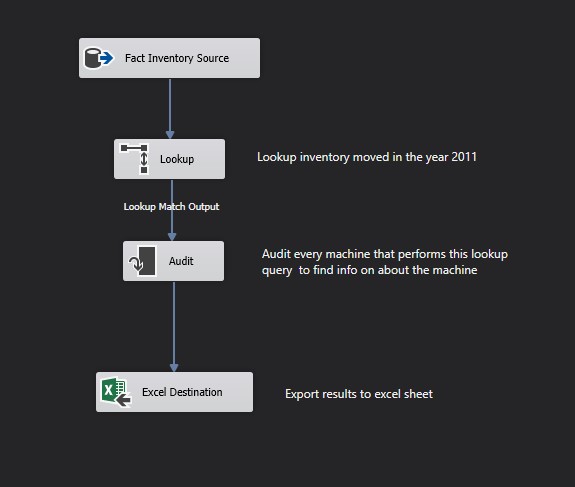 Fact Inventory Source
Lookup
Lookup inventory moved in the year 2011
Lookup Match Output
Audit
Audit every machine that performs this lookup
query to find info on about the machine
Excel Destination
Export results to excel sheet